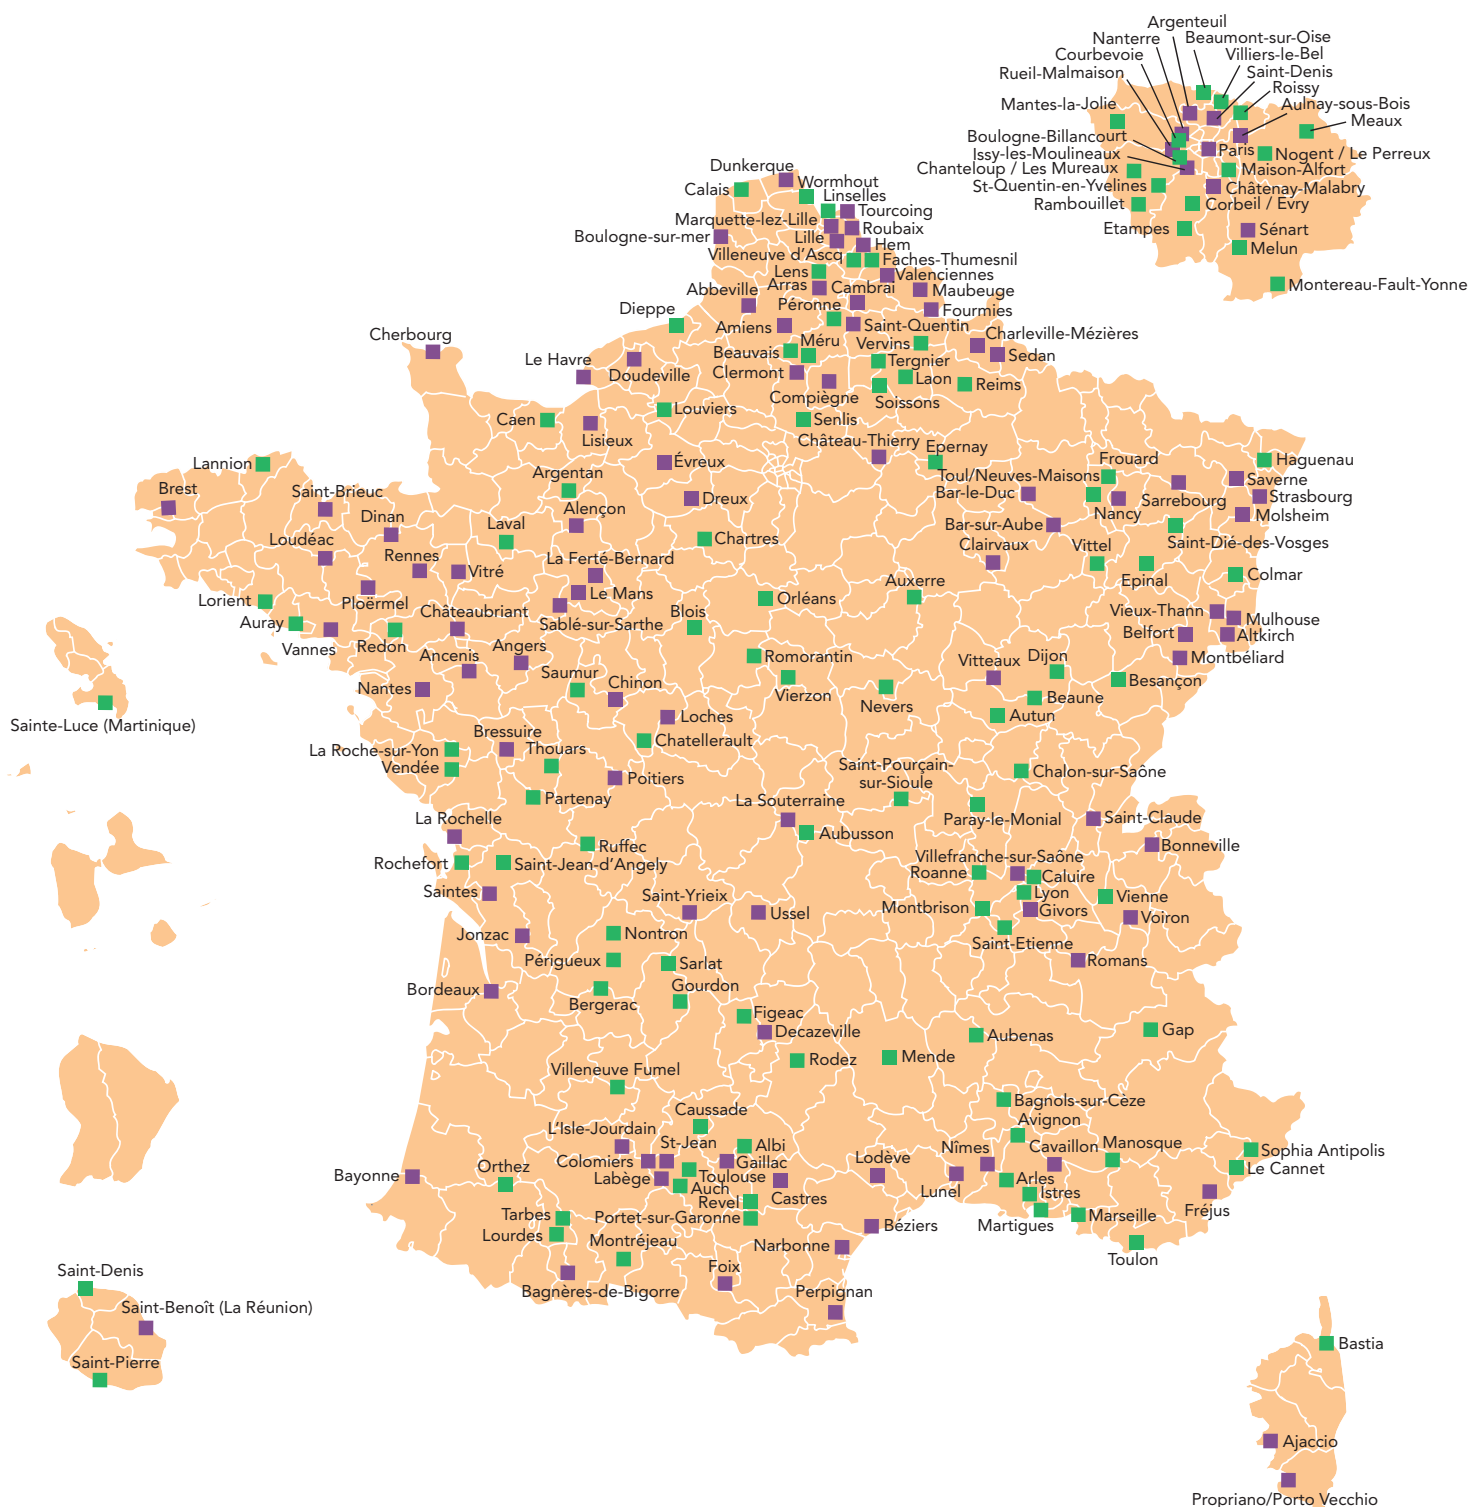 Argenteuil
Nanterre
Beaumont-sur-Oise
Courbevoie
Villiers-le-Bel
Rueil-Malmaison
Saint-Denis
Roissy
Mantes-la-Jolie
Aulnay-sous-Bois
Meaux
Boulogne-Billancourt
Paris
Issy-les-Moulineaux
Nogent / Le Perreux
Chanteloup / Les Mureaux
Maison-Alfort
St-Quentin-en-Yvelines
Châtenay-Malabry
Rambouillet
Corbeil / Evry
Etampes
Sénart
Melun
Montereau-Fault-Yonne
Dunkerque
Wormhout
Calais
Linselles
Tourcoing
Marquette-lez-Lille
Roubaix
Boulogne-sur-mer
Lille
Hem
Villeneuve d'Ascq
Faches-Thumesnil
Lens
Valenciennes
Arras
Cambrai
Maubeuge
Abbeville
Péronne
Fourmies
Dieppe
Amiens
Saint-Quentin
Cherbourg
Charleville-Mézières
Méru
Vervins
Beauvais
Sedan
Le Havre
Tergnier
Doudeville
Clermont
Laon
Reims
Compiègne
Soissons
Louviers
Caen
Senlis
Lisieux
Château-Thierry
Epernay
Évreux
Frouard
Haguenau
Lannion
Argentan
Toul/Neuves-Maisons
Saverne
Brest
Saint-Brieuc
Dreux
Bar-le-Duc
Sarrebourg
Strasbourg
Alençon
Nancy
Molsheim
Dinan
Laval
Bar-sur-Aube
Loudéac
Chartres
Clairvaux
Vittel
Saint-Dié-des-Vosges
Rennes
La Ferté-Bernard
Vitré
Epinal
Colmar
Auxerre
Lorient
Ploërmel
Le Mans
Orléans
Châteaubriant
Blois
Vieux-Thann
Auray
Sablé-sur-Sarthe
Mulhouse
Belfort
Altkirch
Vannes
Redon
Angers
Ancenis
Romorantin
Vitteaux
Dijon
Montbéliard
Saumur
Chinon
Besançon
Nantes
Vierzon
Nevers
Beaune
Sainte-Luce (Martinique)
Loches
Autun
Bressuire
Chatellerault
La Roche-sur-Yon
Thouars
Vendée
Saint-Pourçain-
sur-Sioule
Chalon-sur-Saône
Poitiers
Partenay
La Souterraine
Paray-le-Monial
La Rochelle
Saint-Claude
Aubusson
Ruffec
Bonneville
Rochefort
Saint-Jean-d'Angely
Villefranche-sur-Saône
Roanne
Caluire
Saintes
Lyon
Saint-Yrieix
Vienne
Montbrison
Givors
Ussel
Voiron
Jonzac
Nontron
Saint-Etienne
Périgueux
Sarlat
Romans
Bordeaux
Gourdon
Bergerac
Figeac
Decazeville
Aubenas
Gap
Rodez
Mende
Villeneuve Fumel
Bagnols-sur-Cèze
Caussade
Avignon
L'Isle-Jourdain
St-Jean
Albi
Nîmes
Cavaillon
Manosque
Sophia Antipolis
Colomiers
Gaillac
Lodève
Le Cannet
Bayonne
Orthez
Labège
Toulouse
Auch
Castres
Lunel
Arles
Revel
Istres
Fréjus
Tarbes
Portet-sur-Garonne
Martigues
Marseille
Lourdes
Béziers
Montréjeau
Narbonne
Toulon
Foix
Saint-Denis
Bagnères-de-Bigorre
Perpignan
Saint-Benoît (La Réunion)
Bastia
Saint-Pierre
Ajaccio
Propriano/Porto Vecchio